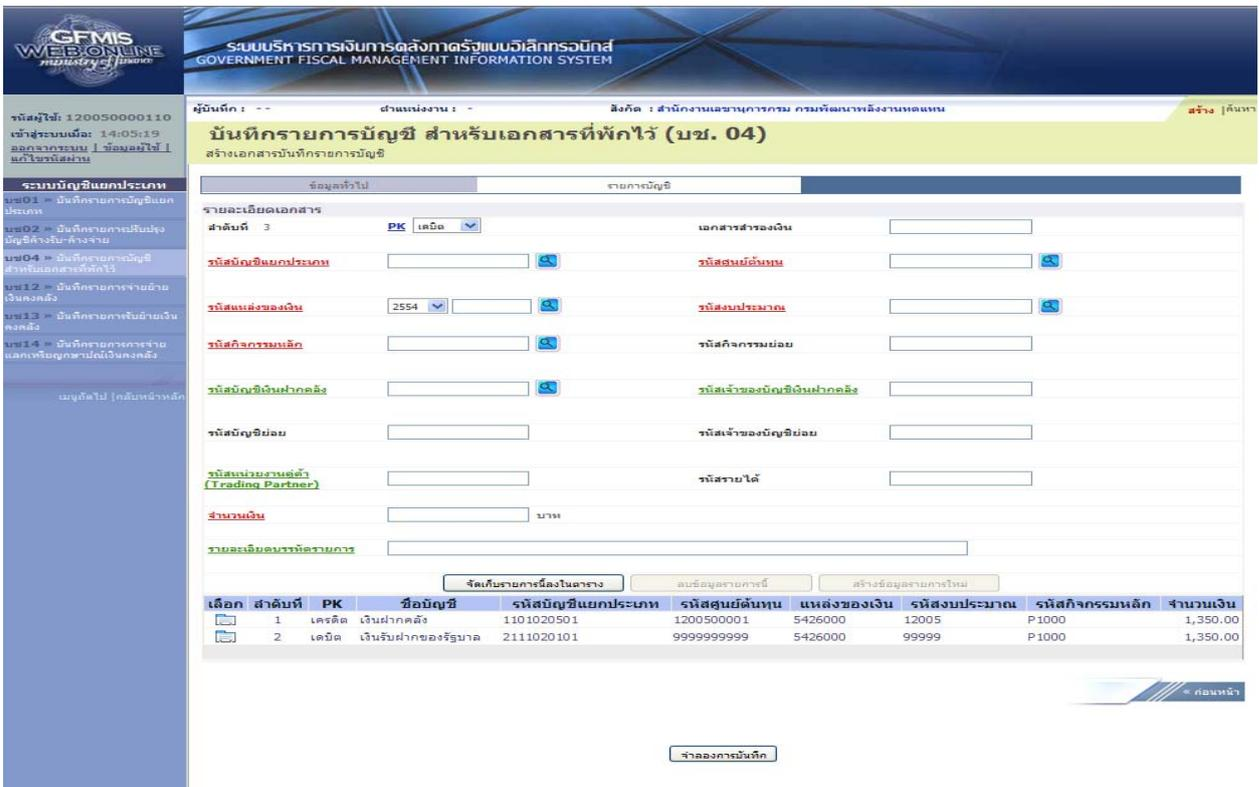 GFMIS
WEB ONLINE
ministry of finance
ระบบบริหารการเงินการคลังภาครัฐแบบอิเล็กทรอนิกส์
GOVERNMENT FISCAL MANAGEMENT INFORMATION SYSTEM
รหัสผู้ใช้: 120050000110
เข้าสู่ระบบเมื่อ: 14:05:19
ออกจากระบบ | ข้อมูลผู้ใช้ |
แก้ไขรหัสผ่าน
ระบบบัญชีแยกประเภท
บช01 » บันทึกรายการบัญชีแยก
ประเภท
บช02 » บันทึกรายการปรับปรุง
บัญชีค้างรับ-ค้างจ่าย
บช04 » บันทึกรายการบัญชี
สำหรับเอกสารที่พักไว้
บช12 » บันทึกรายการจ่ายย้าย
เงินคงคลัง
บช13 » บันทึกรายการรับย้ายเงิน
คงคลัง
บช14 » บันทึกรายการการจ่าย
แลกเหรียญกษาปณ์เงินคงคลัง
เมนูถัดไป |กลับหน้าหลัก
ผู้บันทึก : - - ตำแหน่งงาน : - สังกัด : สำนักงานเลขานุการกรม กรมพัฒนาพลังงานทดแทน สร้าง |ค้นหา
บันทึกรายการบัญชี สำหรับเอกสารที่พักไว้ (บช. 04)
สร้างเอกสารบันทึกรายการบัญชี
ข้อมูลทั่วไป รายการบัญชี
รายละเอียดเอกสาร
ลำดับที่ 3 PK เดบิต เอกสารสำรองเงิน
รหัสบัญชีแยกประเภท รหัสศูนย์ต้นทุน
รหัสแหล่งของเงิน 2554 รหัสงบประมาณ
รหัสกิจกรรมหลัก รหัสกิจกรรมย่อย
รหัสบัญชีเงินฝากคลัง รหัสเจ้าของบัญชีเงินฝากคลัง
รหัสบัญชีย่อย รหัสเจ้าของบัญชีย่อย
รหัสหน่วยงานคู่ค้า
(Trading Partner) รหัสรายได้
จำนวนเงิน บาท
รายละเอียดบรรทัดรายการ
จัดเก็บรายการนี้ลงในตาราง ลบข้อมูลรายการนี้ สร้างข้อมูลรายการใหม่
เลือก ลำดับที่ PK ชื่อบัญชี รหัสบัญชีแยกประเภท รหัสศูนย์ต้นทุน แหล่งของเงิน รหัสงบประมาณ รหัสกิจกรรมหลัก จำนวนเงิน
1 เครดิต เงินฝากคลัง 1101020501 1200500001 5426000 12005 P1000 1,350.00
2 เดบิต เงินรับฝากของรัฐบาล 2111020101 9999999999 5426000 99999 P1000 1,350.00
« ก่อนหน้า
จำลองการบันทึก